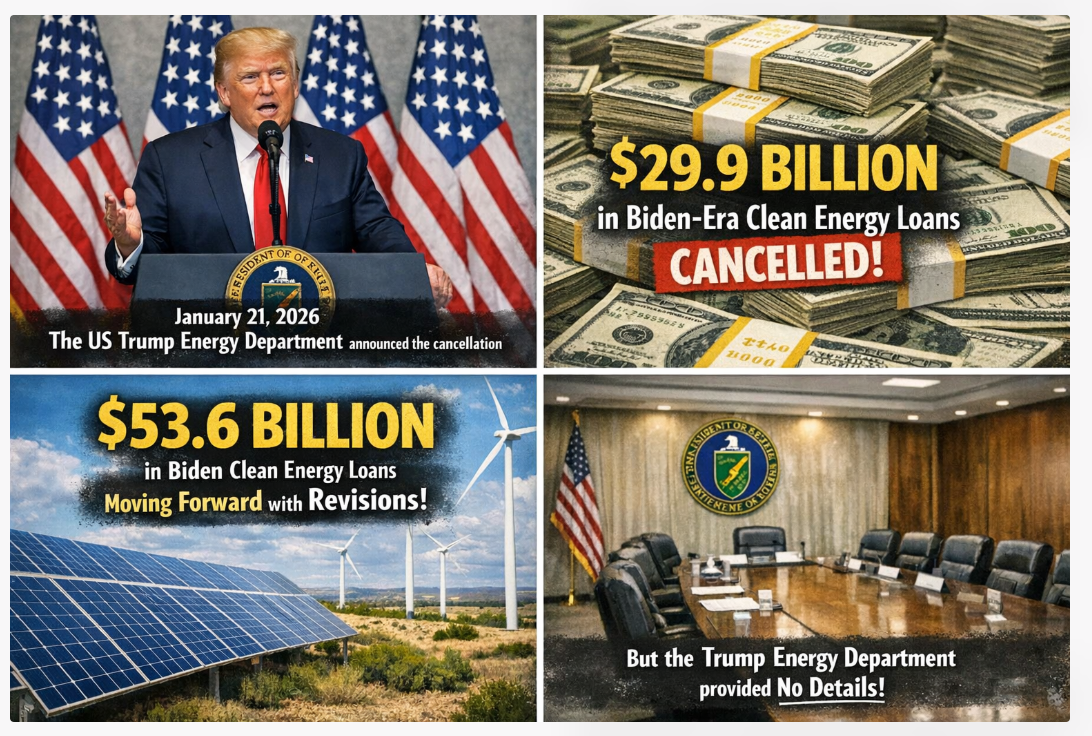 January 21, 2026
The US Trump Energy Department announced the cancellation
$29.9 BILLION
in Biden-Era Clean Energy Loans
CANCELLED!
$53.6 BILLION
in Biden Clean Energy Loans
Moving Forward with Revisions!
But the Trump Energy Department
provided No Details!